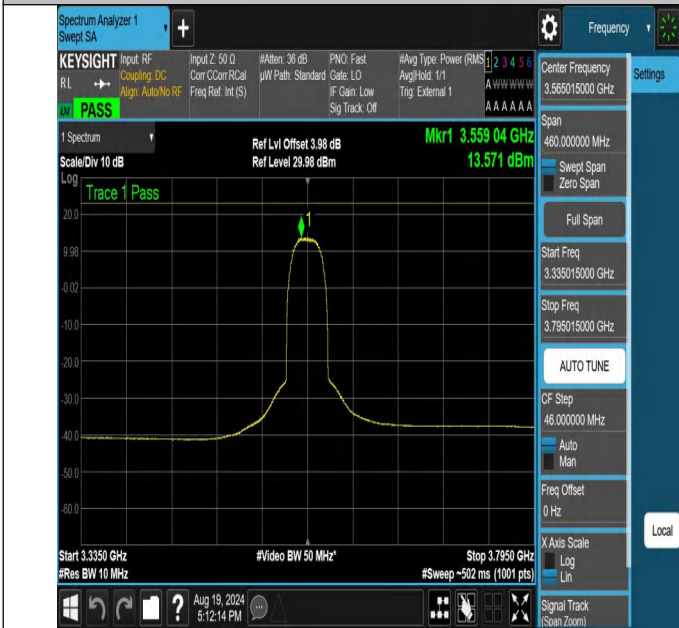 Spectrum Analyzer 1
Swept SA
Frequency
KEYSIGHT
RL
PASS
Input: RF
Coupling: DC
Align: Auto/No RF
Input Z: 50 Ω
Corr CCorr RCal
Freq Ref: Int (S)
#Atten: 36 dB
µW Path: Standard
PNO: Fast
Gate: LO
IF Gain: Low
Sig Track: Off
#Avg Type: Power (RMS
Avg|Hold: 1/1
Trig: External 1
1 2 3 4 5 6
A W W W W W
A A A A A A
Center Frequency
3.565015000 GHz
Settings
Span
460.000000 MHz
Swept Span
Zero Span
Full Span
Start Freq
3.335015000 GHz
Stop Freq
3.795015000 GHz
AUTO TUNE
CF Step
46.000000 MHz
Auto
Man
Freq Offset
0 Hz
X Axis Scale
Log
Lin
Signal Track
(Span Zoom)
Local
1 Spectrum
Scale/Div 10 dB
Ref Lvl Offset 3.98 dB
Ref Level 29.98 dBm
Mkr1 3.559 04 GHz
13.571 dBm
Log
Trace 1 Pass
1
20.0
9.98
-0.02
-10.0
-20.0
-30.0
-40.0
-50.0
-60.0
Start 3.3350 GHz
#Res BW 10 MHz
#Video BW 50 MHz*
Stop 3.7950 GHz
#Sweep ~502 ms (1001 pts)
?
Aug 19, 2024
5:12:14 PM